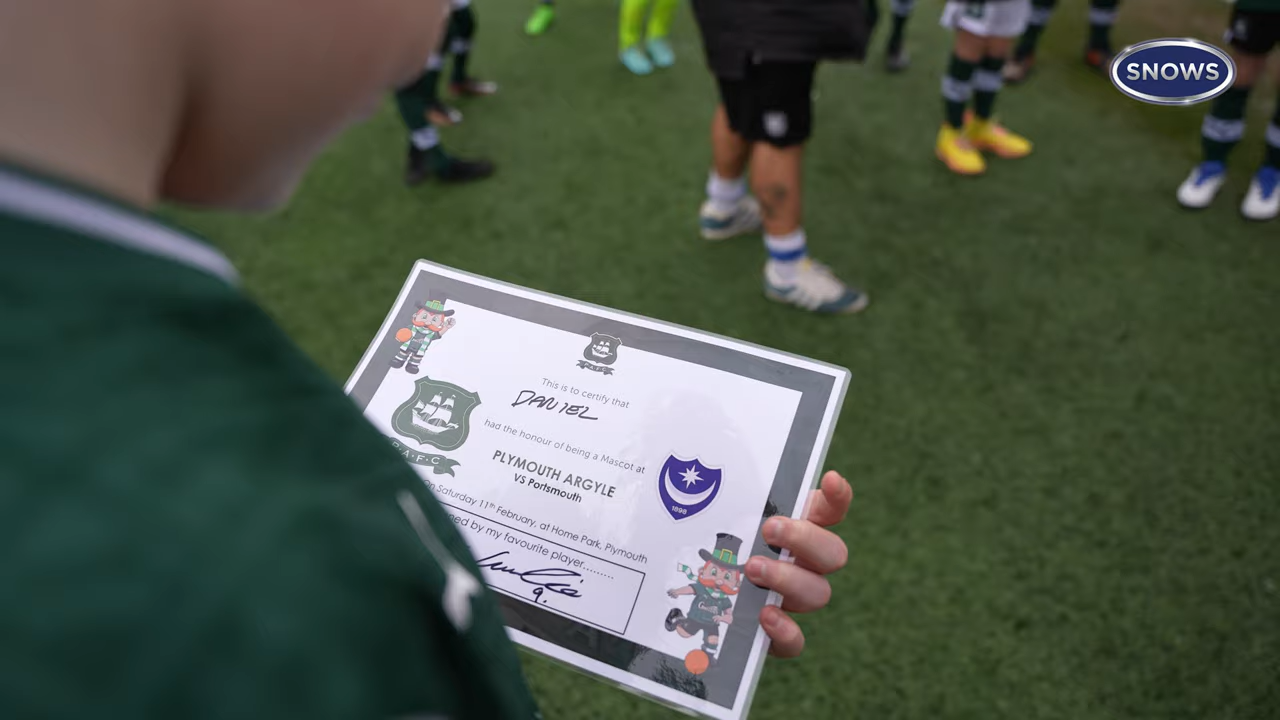 SNOWS
This is to certify that
DANIEL
had the honour of being a Mascot at
PLYMOUTH ARGYLE
VS Portsmouth
On Saturday 11th February, at Home Park, Plymouth
by my favourite player.........
9.
P.A.F.C
1898